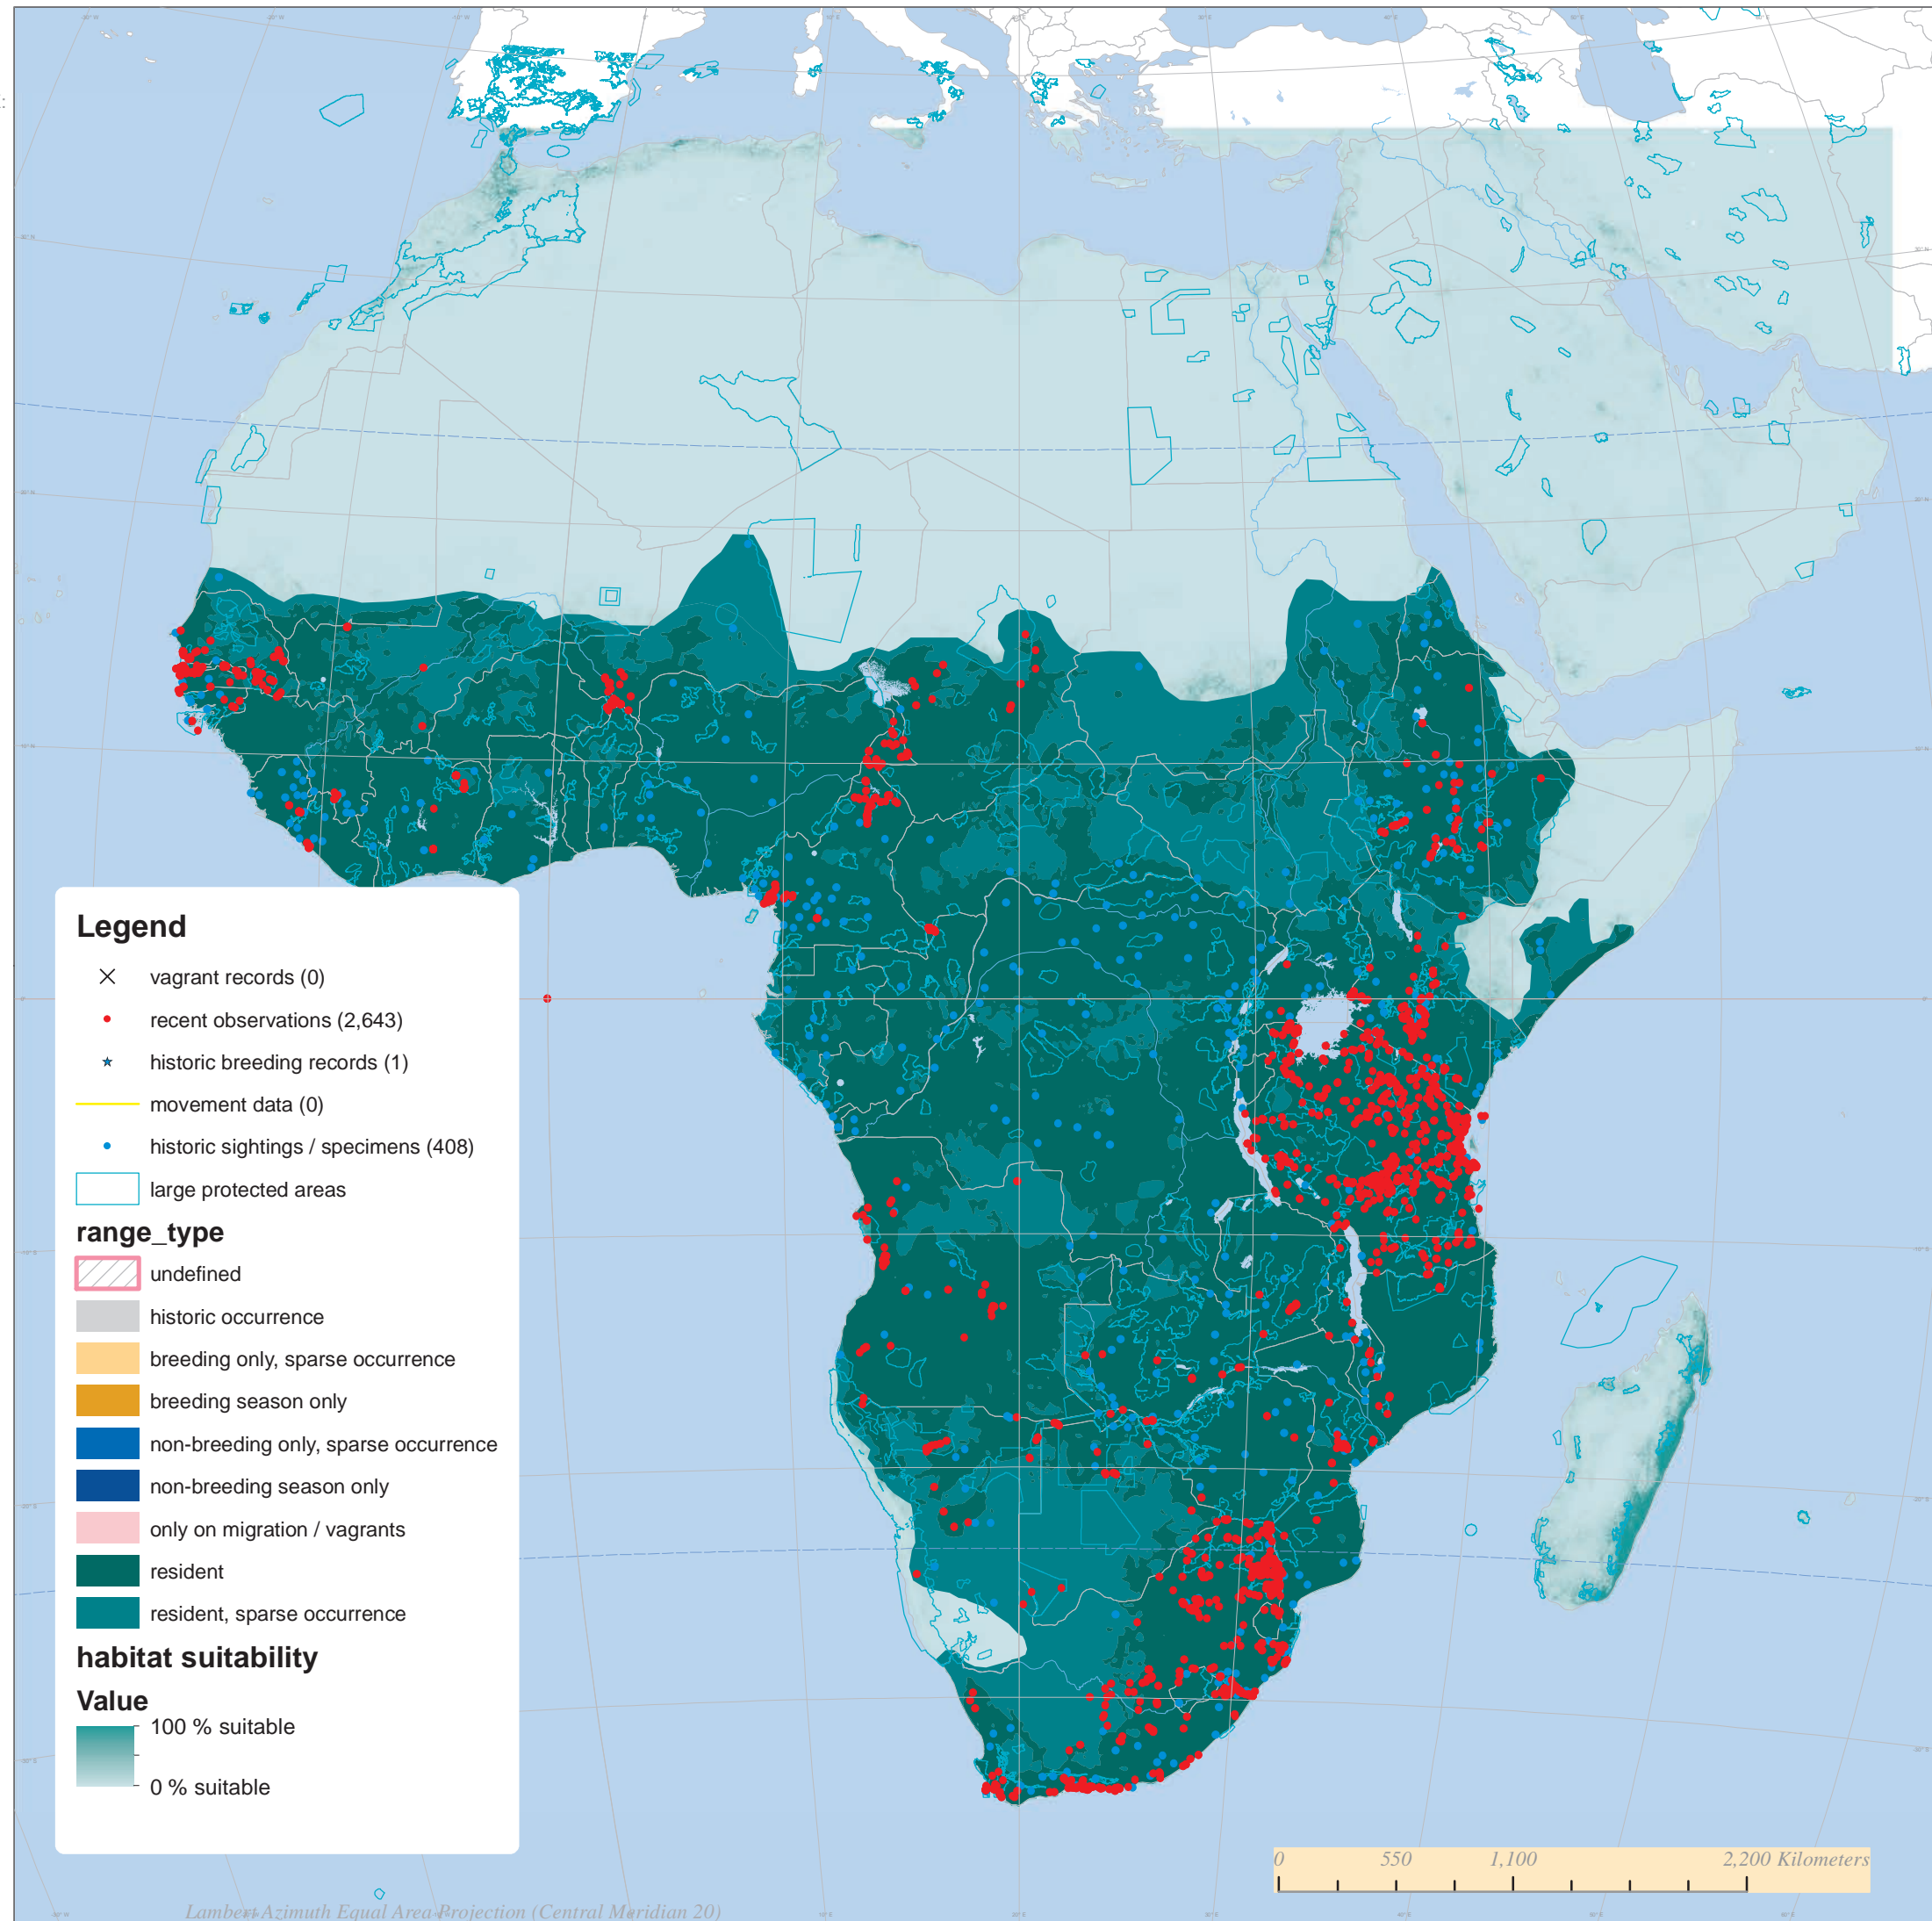 Legend
vagrant records (0)
recent observations (2,643)
historic breeding records (1)
movement data (0)
historic sightings / specimens (408)
large protected areas
range_type
undefined
historic occurrence
breeding only, sparse occurrence
breeding season only
non-breeding only, sparse occurrence
non-breeding season only
only on migration / vagrants
resident
resident, sparse occurrence
habitat suitability
Value
100 % suitable
0 % suitable
0 550 1,100 2,200 Kilometers
Lambert Azimuth Equal Area Projection (Central Meridian 20)